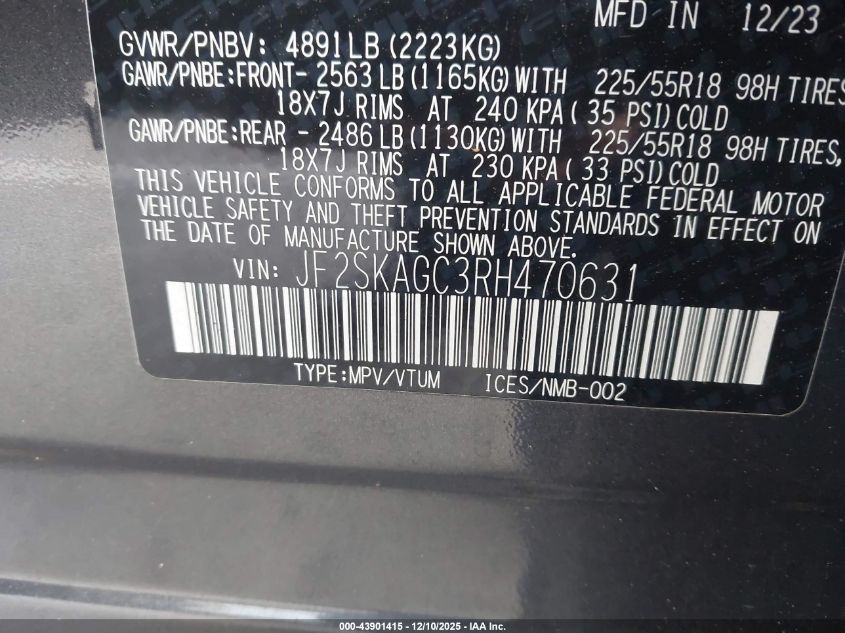 MFD IN 12/23
GVWR/PNBV: 4891LB (2223KG)
GAWR/PNBE:FRONT- 2563 LB (1165KG) WITH 225/55R18 98H TIRES
18X7J RIMS AT 240 KPA ( 35 PSI) COLD
GAWR/PNBE:REAR - 2486 LB (1130KG) WITH 225/55R18 98H TIRES,
18X7J RIMS AT 230 KPA ( 33 PSI) COLD
THIS VEHICLE CONFORMS TO ALL APPLICABLE FEDERAL MOTOR
VEHICLE SAFETY AND THEFT PREVENTION STANDARDS IN EFFECT ON
THE DATE OF MANUFACTURE SHOWN ABOVE.
VIN: JF2SKAGC3RH470631
TYPE:MPV/VTUM ICES/NMB-002
000-43901415 - 12/10/2025 - IAA Inc.